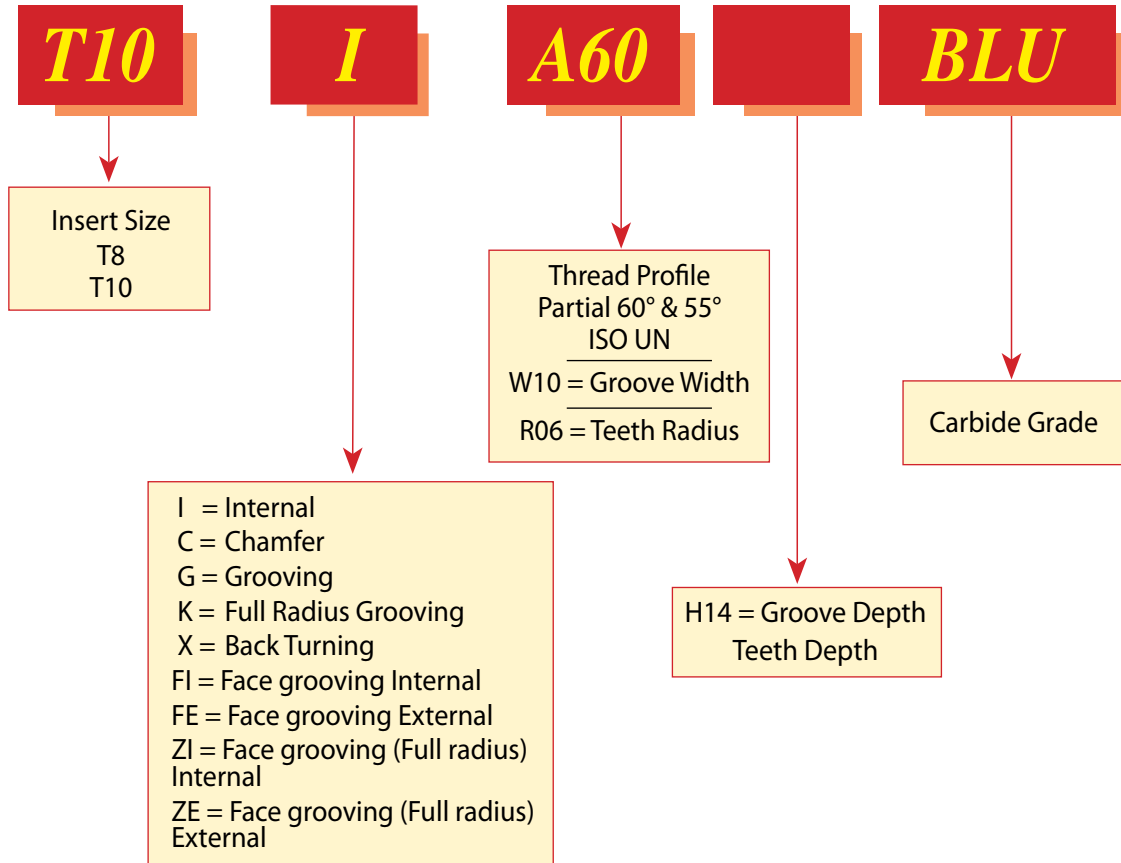 T10 I A60 BLU
Insert Size
T8
T10
Thread Profile
Partial 60° & 55°
ISO UN
W10 = Groove Width
R06 = Teeth Radius
Carbide Grade
I = Internal
C = Chamfer
G = Grooving
K = Full Radius Grooving
X = Back Turning
FI = Face grooving Internal
FE = Face grooving External
ZI = Face grooving (Full radius)
Internal
ZE = Face grooving (Full radius)
External
H14 = Groove Depth
Teeth Depth